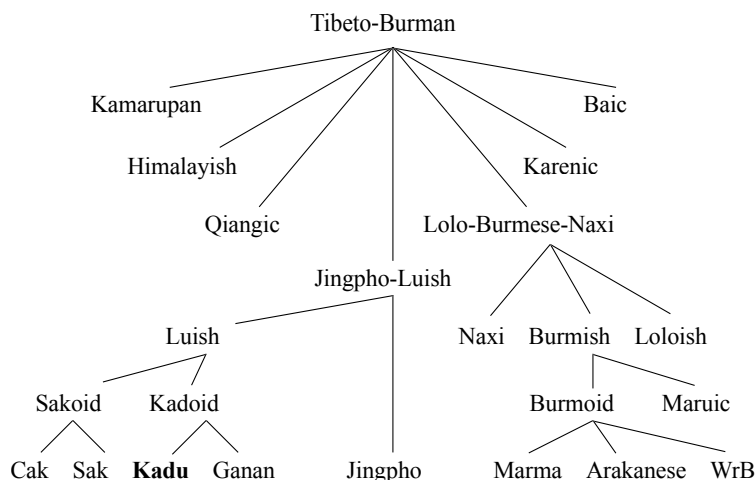 Tibeto-Burman
Kamarupan Baic
Himalayish Karenic
Qiangic Lolo-Burmese-Naxi
Jingpho-Luish
Luish Naxi Burmish Loloish
Sakoid Kadoid Burmoid Maruic
Cak Sak Kadu Ganan Jingpho Marma Arakanese WrB